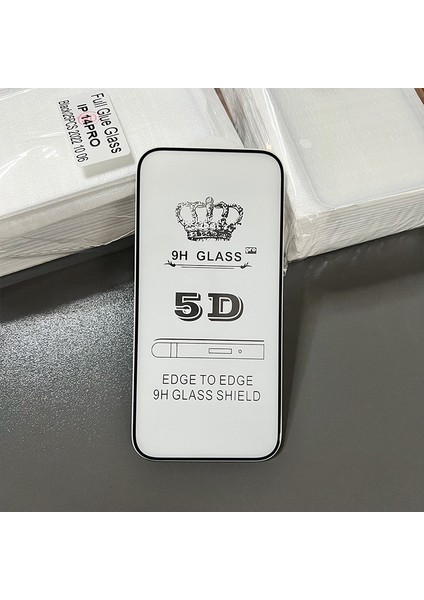 Full Glue Glass
IP 14PRO
9H GLASS
5D
EDGE TO EDGE
9H GLASS SHIELD